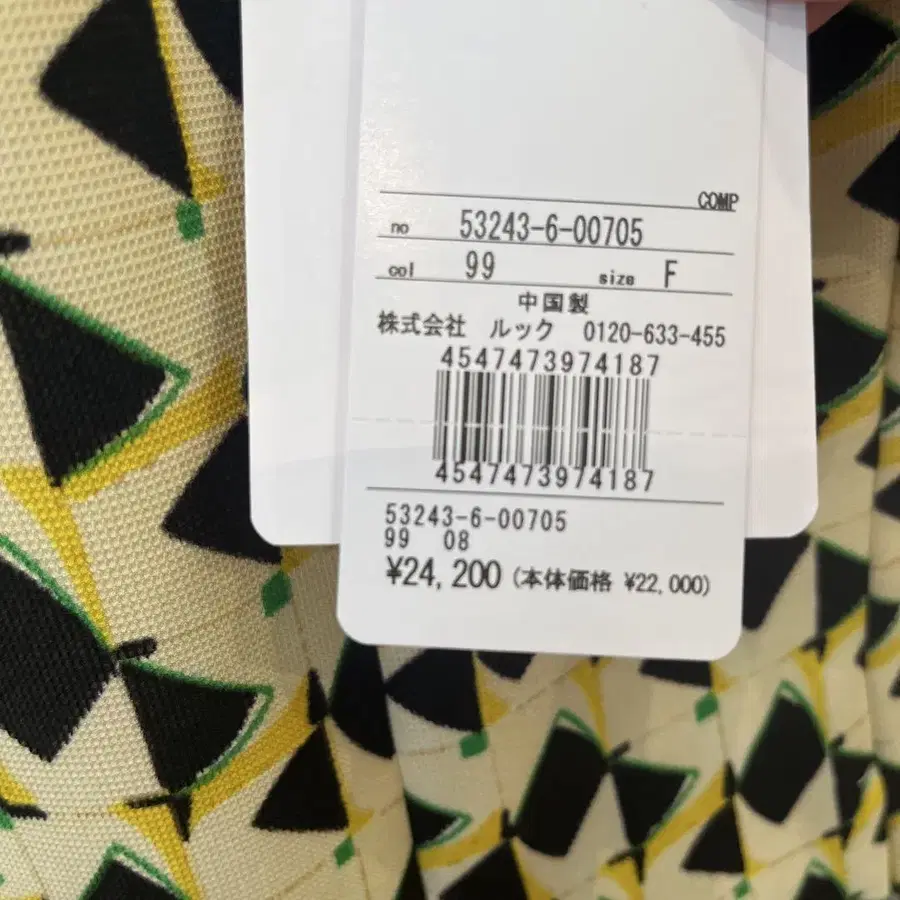 COMP
no 53243-6-00705
col 99 size F
中国製
株式会社 ルック 0120-633-455
4547473974187
4547473974187
53243-6-00705
99 08
¥24,200 (本体価格 ¥22,000)